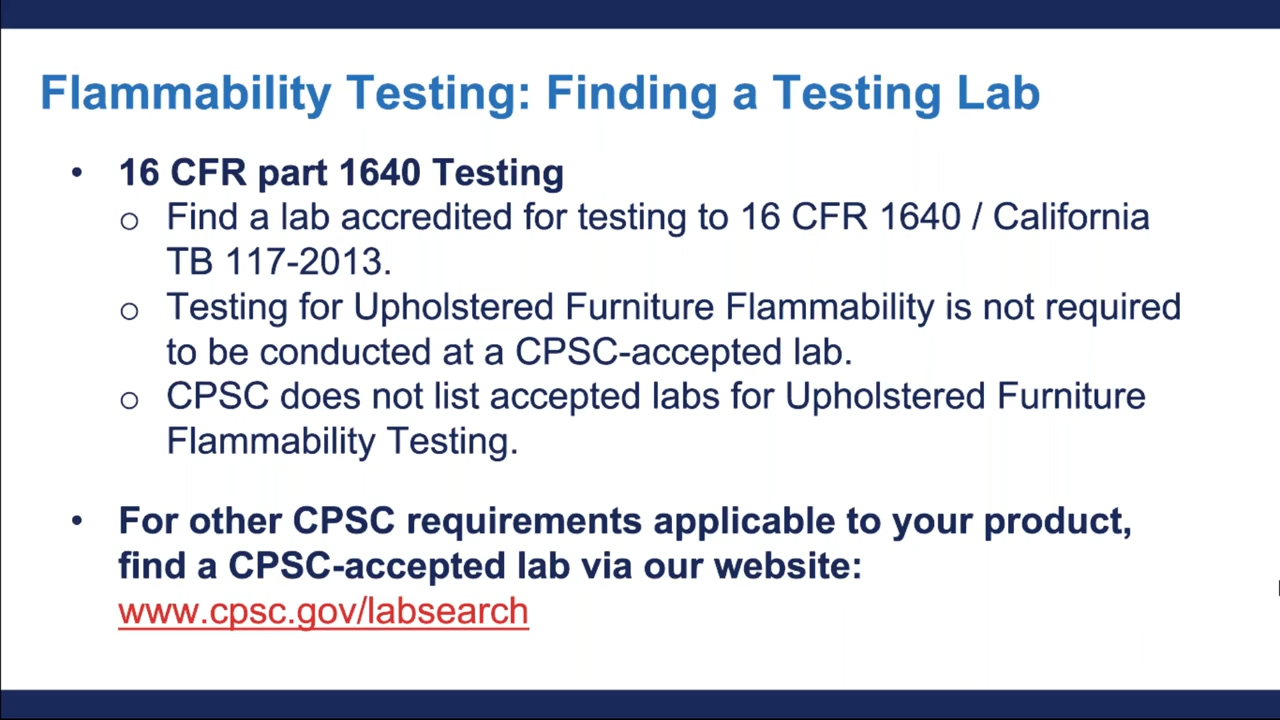 Flammability Testing: Finding a Testing Lab
• 16 CFR part 1640 Testing
o Find a lab accredited for testing to 16 CFR 1640 / California
TB 117-2013.
o Testing for Upholstered Furniture Flammability is not required
to be conducted at a CPSC-accepted lab.
o CPSC does not list accepted labs for Upholstered Furniture
Flammability Testing.
• For other CPSC requirements applicable to your product,
find a CPSC-accepted lab via our website:
www.cpsc.gov/labsearch